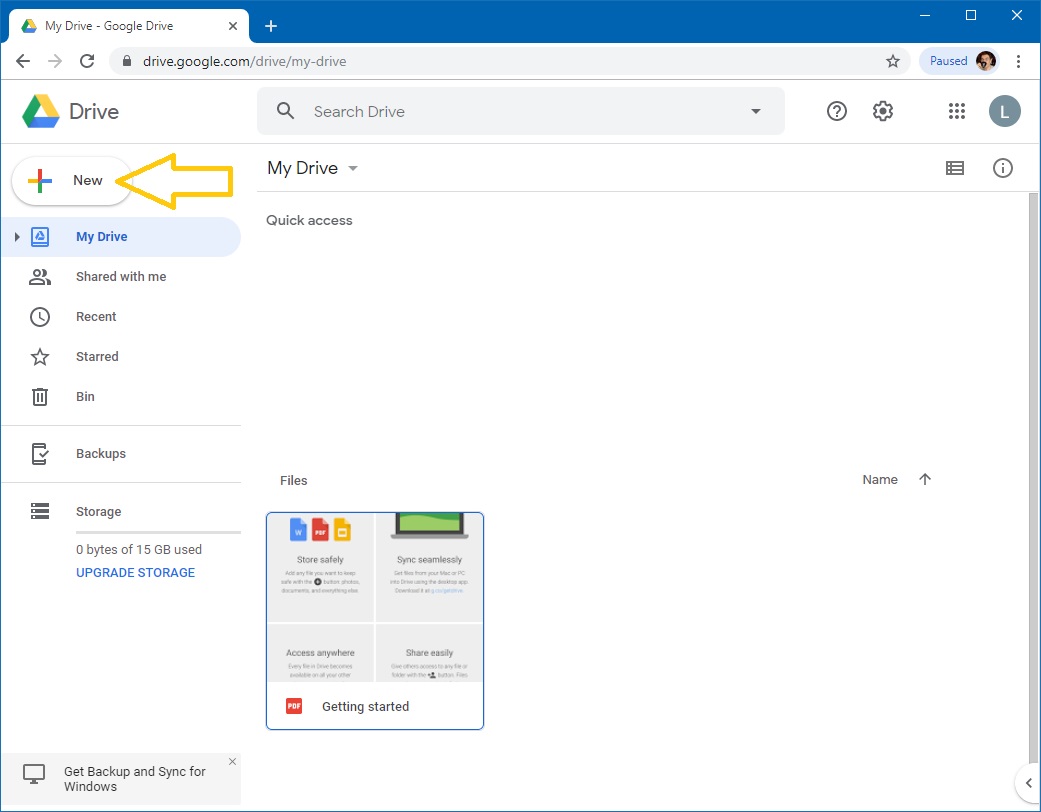 My Drive - Google Drive
drive.google.com/drive/my-drive
Paused
Drive
Search Drive
L
New
My Drive
My Drive
Quick access
Shared with me
Recent
Starred
Bin
Backups
Storage
0 bytes of 15 GB used
UPGRADE STORAGE
Files
Name
W
PDF
Store safely
Add any file you want to keep
safe with the button: photos,
documents, and everything else.
Sync seamlessly
Get files from your Mac or PC
into Drive using the desktop app.
Download it at g.co/getdrive.
Access anywhere
Every file in Drive becomes
available on all your other
Share easily
Give others access to any file or
folder with the button. Files
PDF
Getting started
Get Backup and Sync for
Windows